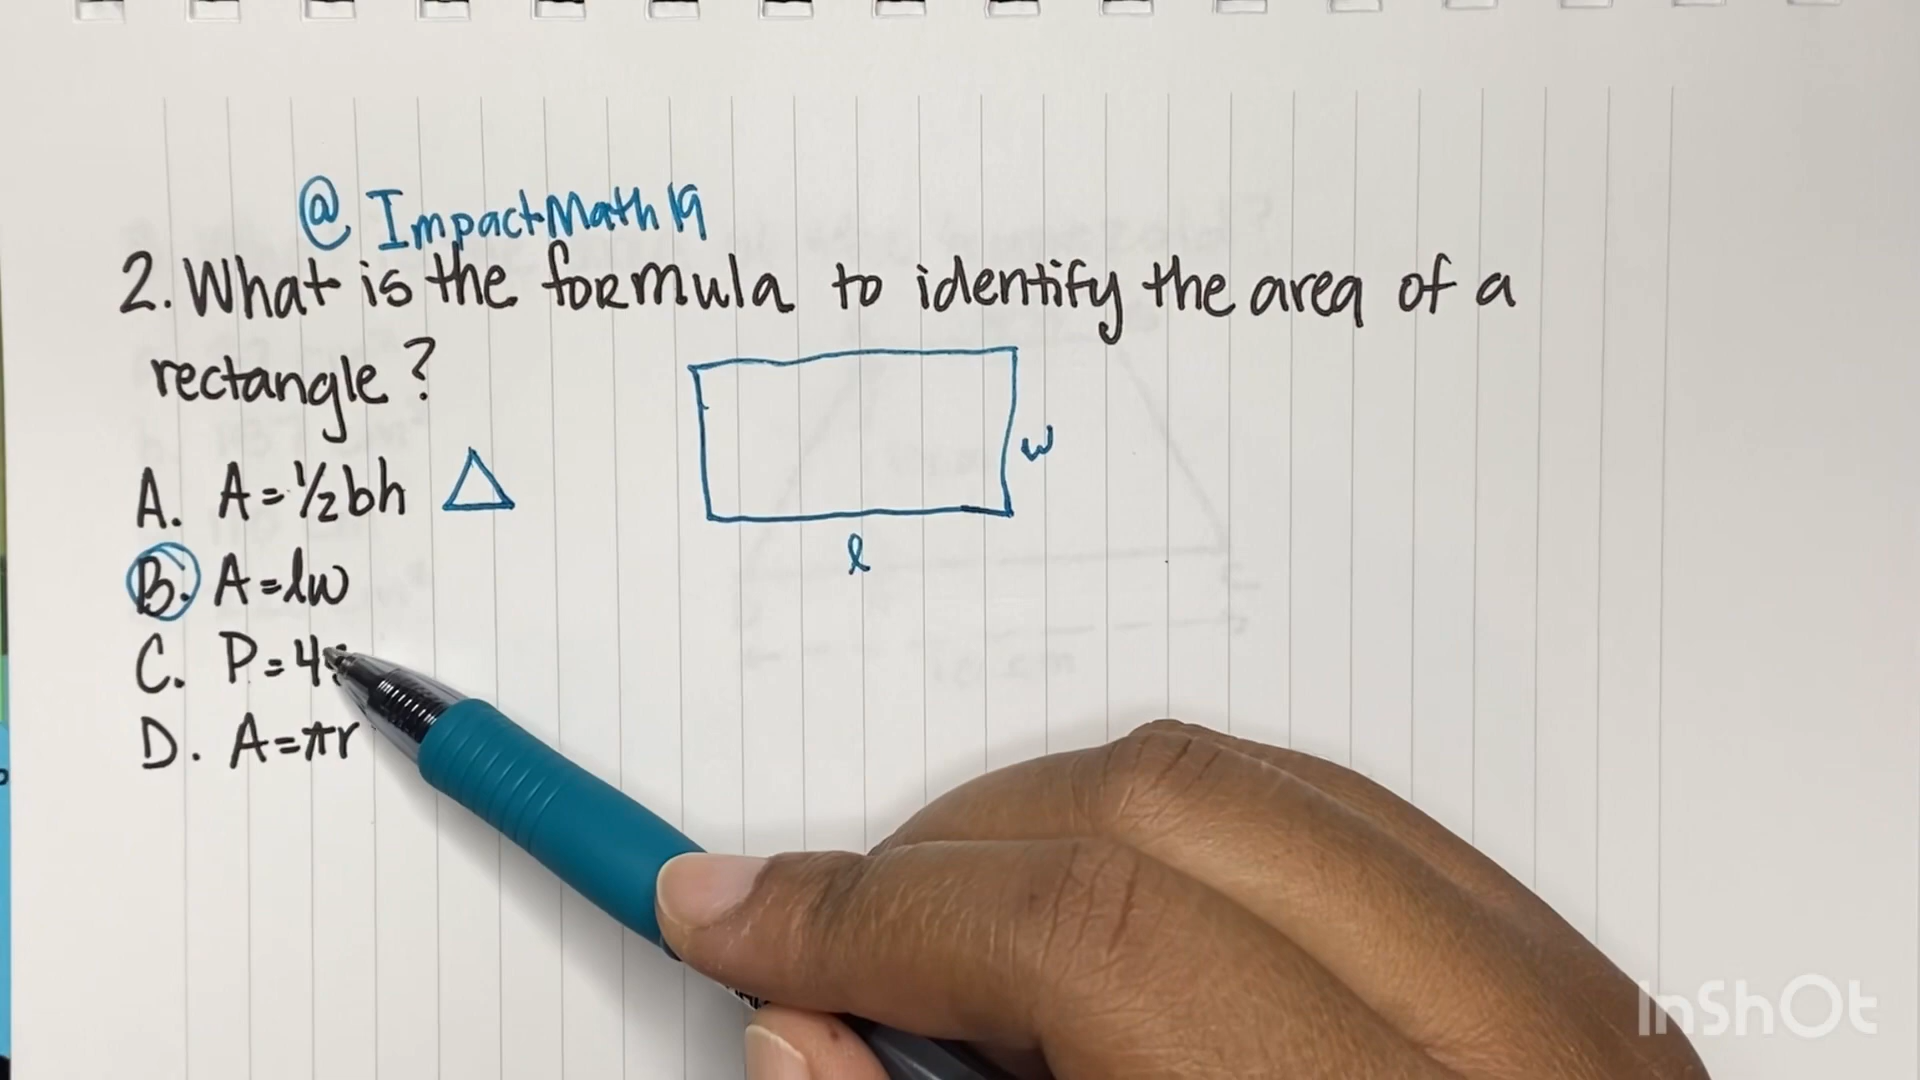 @ ImpactMath19
2. What is the formula to identify the area of a
rectangle?
A. A = ½bh
w
l
B. A = lw
C. P = 4
D. A = πr
InShOt